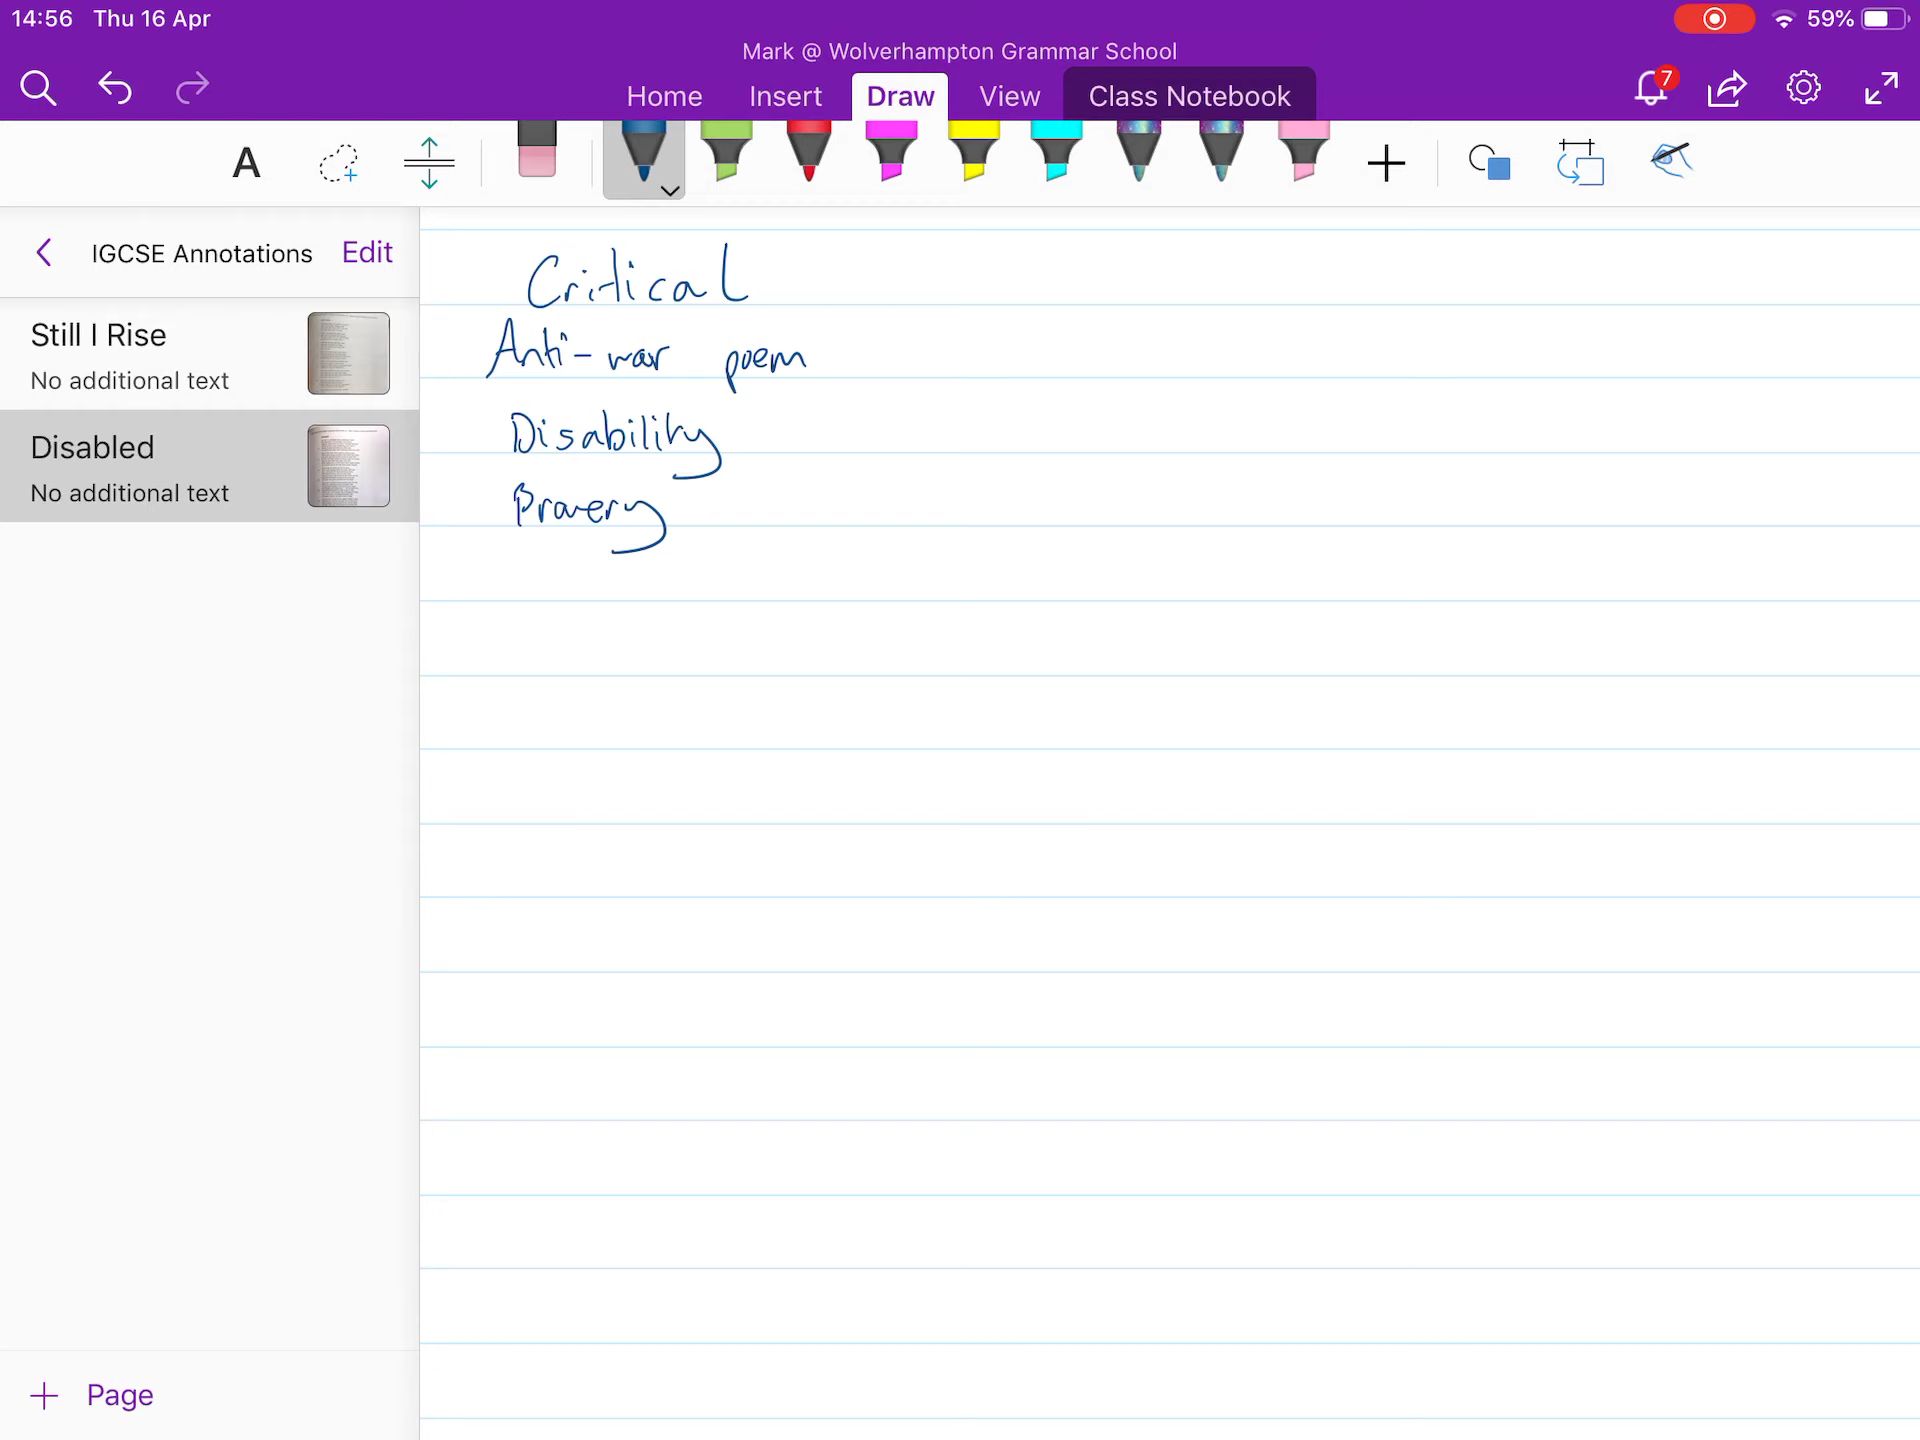 14:56 Thu 16 Apr 59%
Mark @ Wolverhampton Grammar School
Home Insert Draw View Class Notebook 7
A
IGCSE Annotations Edit
Still I Rise
No additional text
Disabled
No additional text
Critical
Anti-war poem
Disability
Bravery
Page